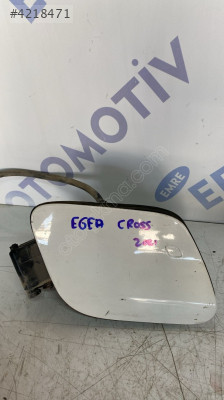 #4218471
OTOMOTİV
EMRE
EGEA CROSS
2021